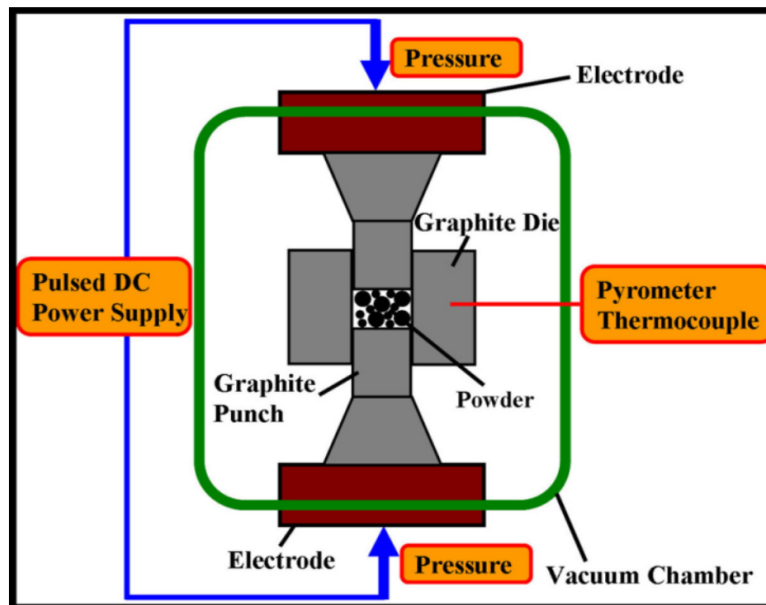 Pressure
Electrode
Graphite Die
Pulsed DC
Power Supply
Pyrometer
Thermocouple
Graphite
Punch
Powder
Electrode
Pressure
Vacuum Chamber